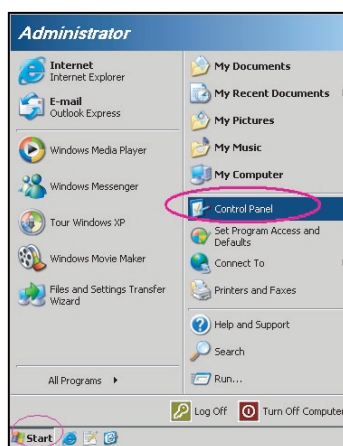 Administrator
Internet
Internet Explorer
E-mail
Outlook Express
Windows Media Player
Windows Messenger
Tour Windows XP
Windows Movie Maker
Files and Settings Transfer
Wizard
All Programs
My Documents
My Recent Documents
My Pictures
My Music
My Computer
Control Panel
Set Program Access and
Defaults
Connect To
Printers and Faxes
Help and Support
Search
Run...
Log Off
Turn Off Computer
Start